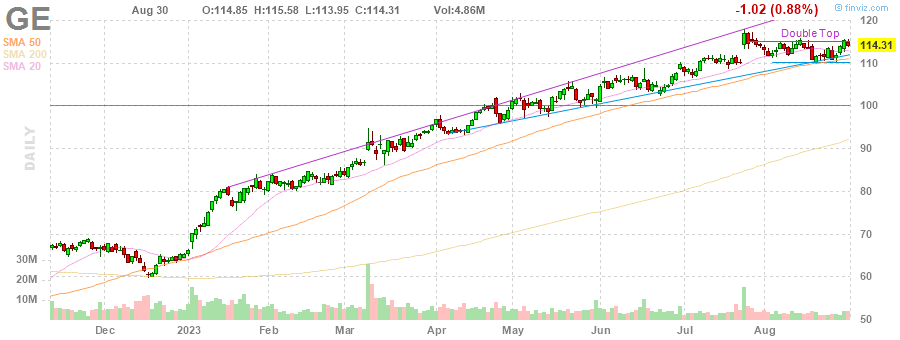 GE
Aug 30 O:114.85 H:115.58 L:113.95 C:114.31 Vol:4.86M -1.02 (0.88%)
© finviz.com
SMA 50
SMA 200
SMA 20
DAILY
Double Top
120
114.31
110
100
90
80
70
60
50
30M
20M
10M
Dec 2023 Feb Mar Apr May Jun Jul Aug